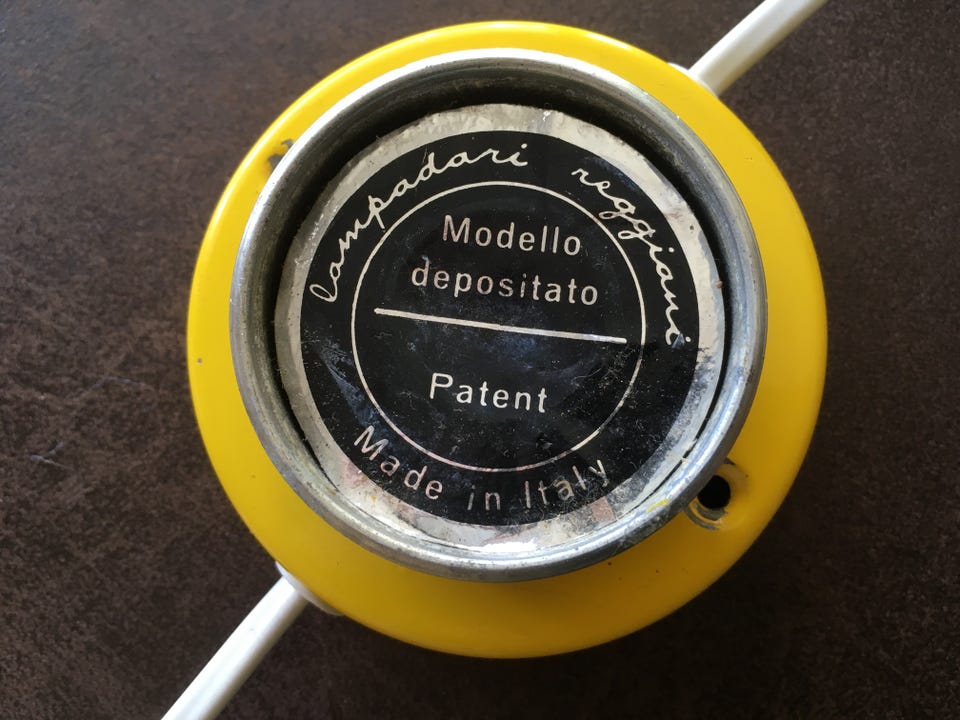 lampadari reggiani
Modello
depositato
Patent
Made in Italy